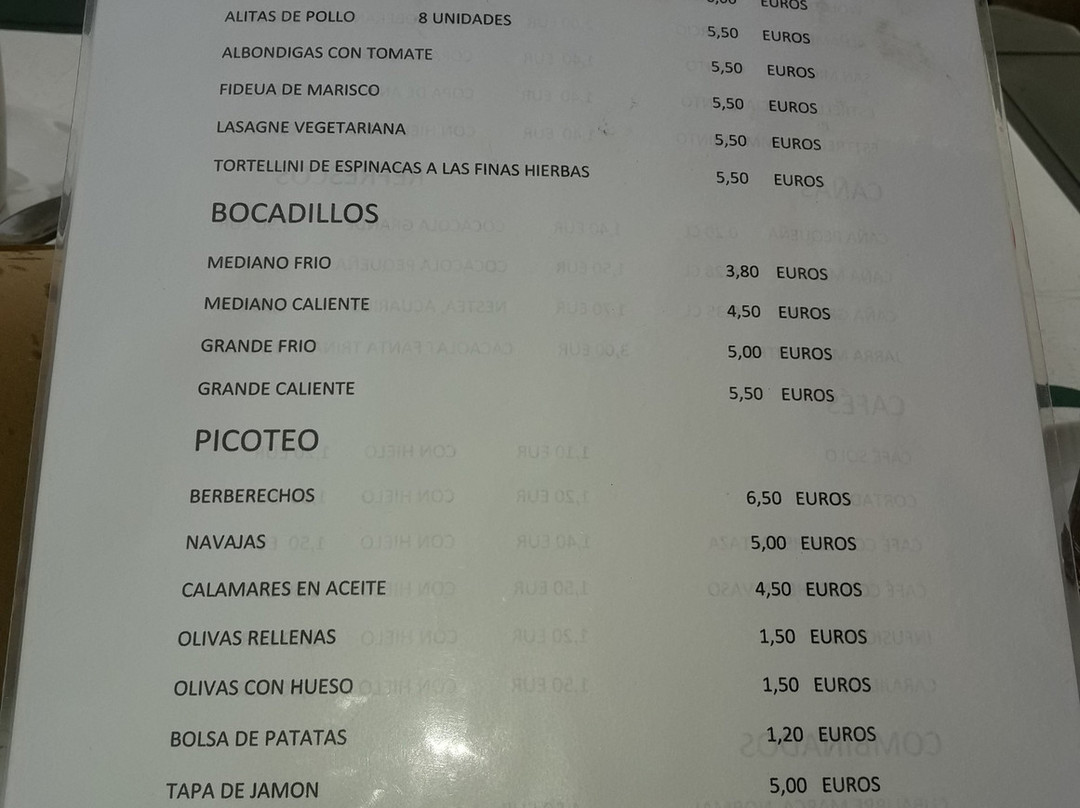 EUROS
ALITAS DE POLLO 8 UNIDADES 5,50 EUROS
ALBONDIGAS CON TOMATE 5,50 EUROS
FIDEUA DE MARISCO 5,50 EUROS
LASAGNE VEGETARIANA 5,50 EUROS
TORTELLINI DE ESPINACAS A LAS FINAS HIERBAS 5,50 EUROS
BOCADILLOS
MEDIANO FRIO 3,80 EUROS
MEDIANO CALIENTE 4,50 EUROS
GRANDE FRIO 5,00 EUROS
GRANDE CALIENTE 5,50 EUROS
PICOTEO
BERBERECHOS 6,50 EUROS
NAVAJAS 5,00 EUROS
CALAMARES EN ACEITE 4,50 EUROS
OLIVAS RELLENAS 1,50 EUROS
OLIVAS CON HUESO 1,50 EUROS
BOLSA DE PATATAS 1,20 EUROS
TAPA DE JAMON 5,00 EUROS